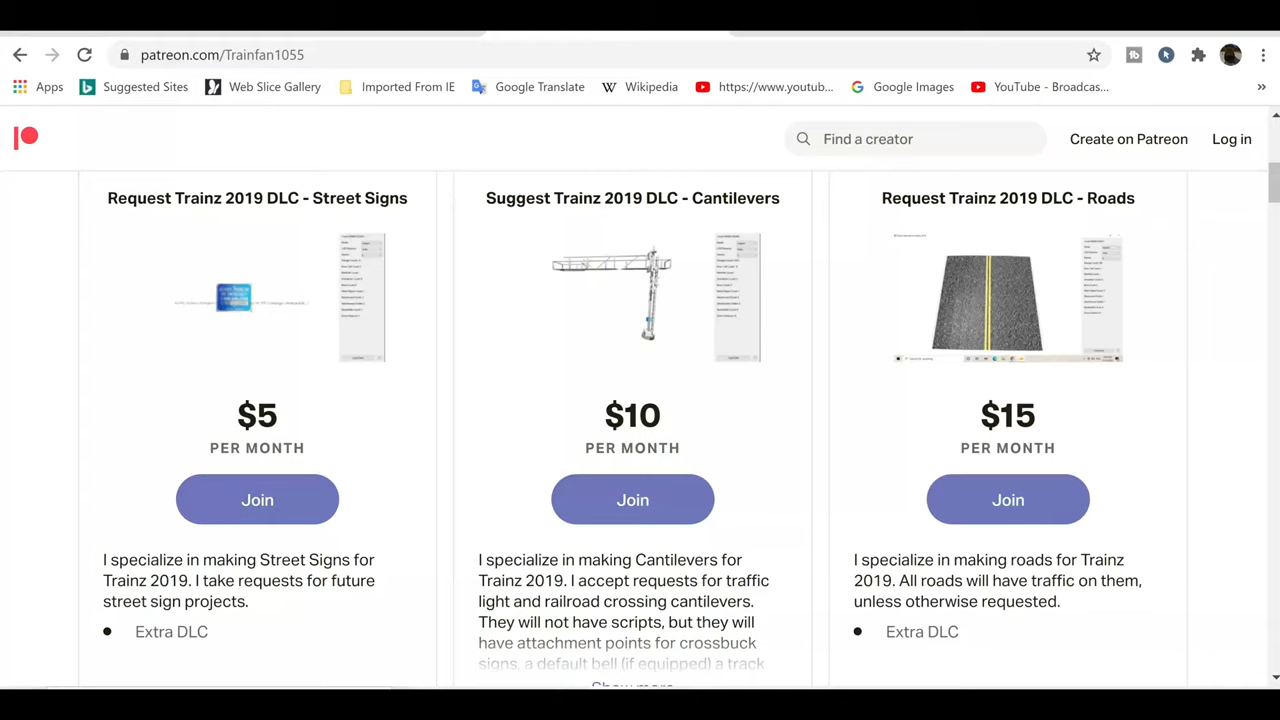 patreon.com/Trainfan1055
Apps Suggested Sites Web Slice Gallery Imported From IE Google Translate Wikipedia https://www.youtub... Google Images YouTube - Broadcas... »
Find a creator Create on Patreon Log in
Request Trainz 2019 DLC - Street Signs
$5
PER MONTH
Join
I specialize in making Street Signs for
Trainz 2019. I take requests for future
street sign projects.
Extra DLC
Suggest Trainz 2019 DLC - Cantilevers
$10
PER MONTH
Join
I specialize in making Cantilevers for
Trainz 2019. I accept requests for traffic
light and railroad crossing cantilevers.
They will not have scripts, but they will
have attachment points for crossbuck
signs, a default bell (if equipped) a track
Show more
Request Trainz 2019 DLC - Roads
$15
PER MONTH
Join
I specialize in making roads for Trainz
2019. All roads will have traffic on them,
unless otherwise requested.
Extra DLC